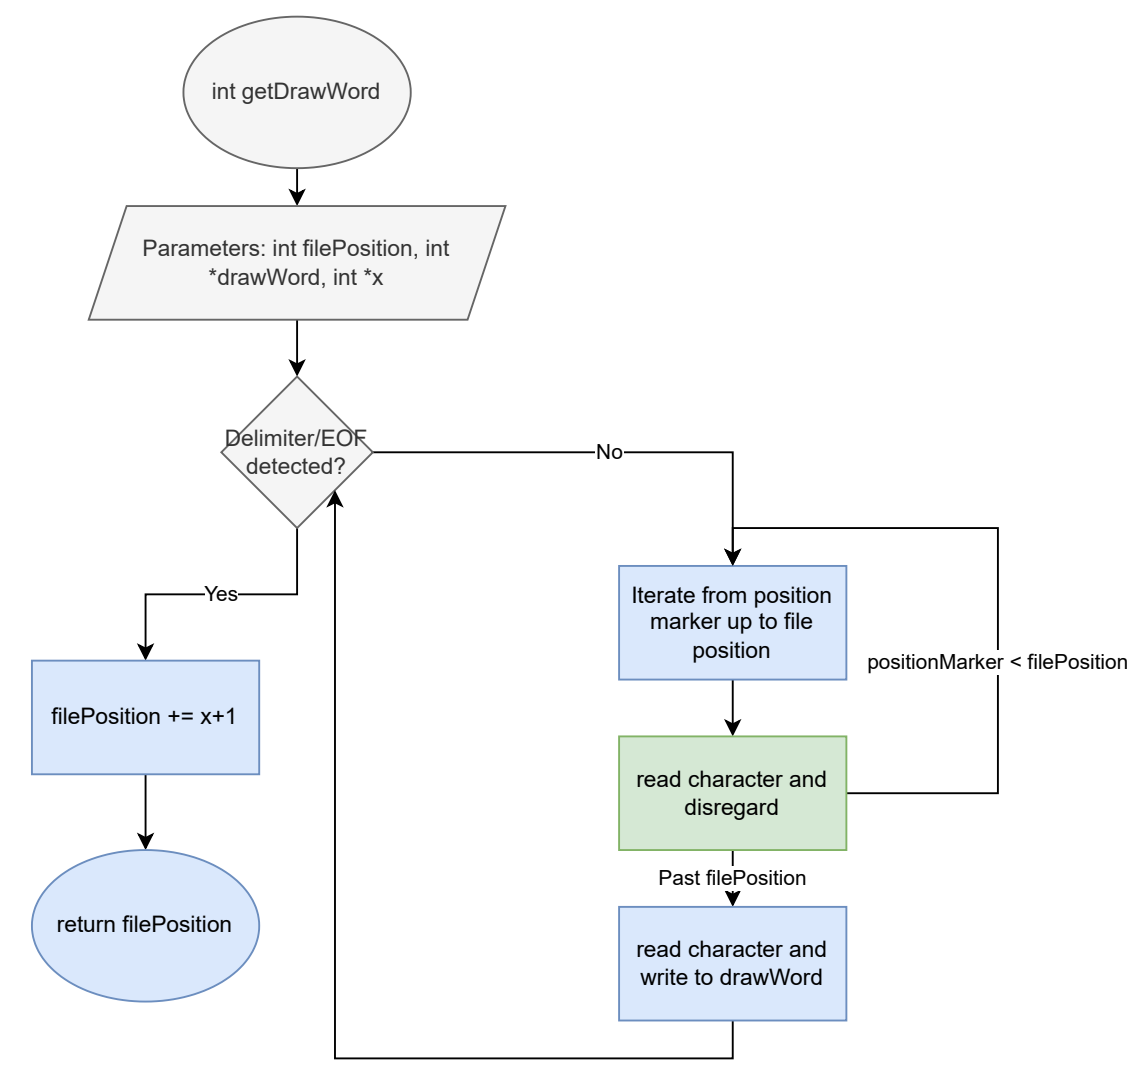 int getDrawWord
Parameters: int filePosition, int
*drawWord, int *x
Delimiter/EOF
detected?
No
Iterate from position
marker up to file
position
Yes
positionMarker < filePosition
filePosition += x+1
read character and
disregard
Past filePosition
return filePosition
read character and
write to drawWord